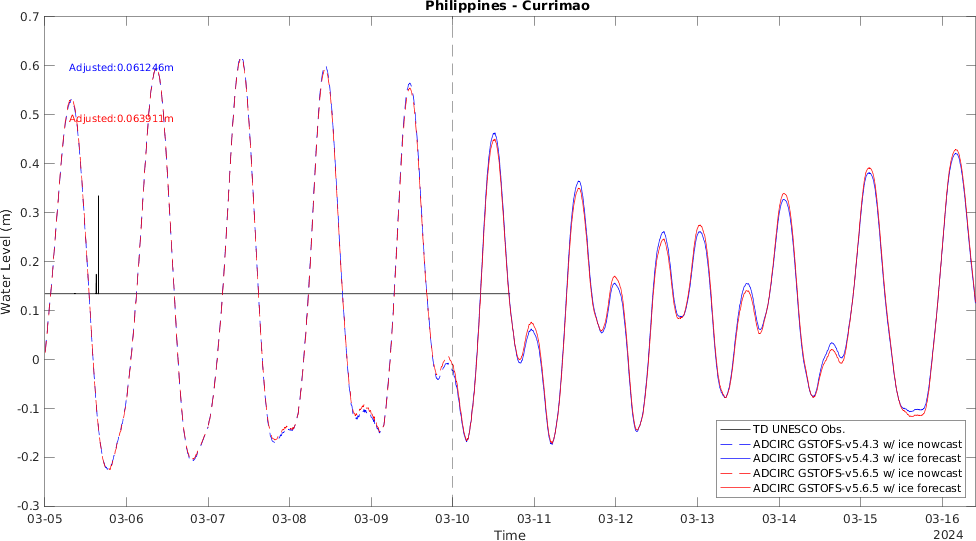 Philippines - Currimao
0.7
0.6
0.5
0.4
0.3
0.2
0.1
0
-0.1
-0.2
-0.3
Water Level (m)
Adjusted:0.061246m
Adjusted:0.063911m
TD UNESCO Obs.
ADCIRC GSTOFS-v5.4.3 w/ ice nowcast
ADCIRC GSTOFS-v5.4.3 w/ ice forecast
ADCIRC GSTOFS-v5.6.5 w/ ice nowcast
ADCIRC GSTOFS-v5.6.5 w/ ice forecast
03-05 03-06 03-07 03-08 03-09 03-10 03-11 03-12 03-13 03-14 03-15 03-16
Time
2024